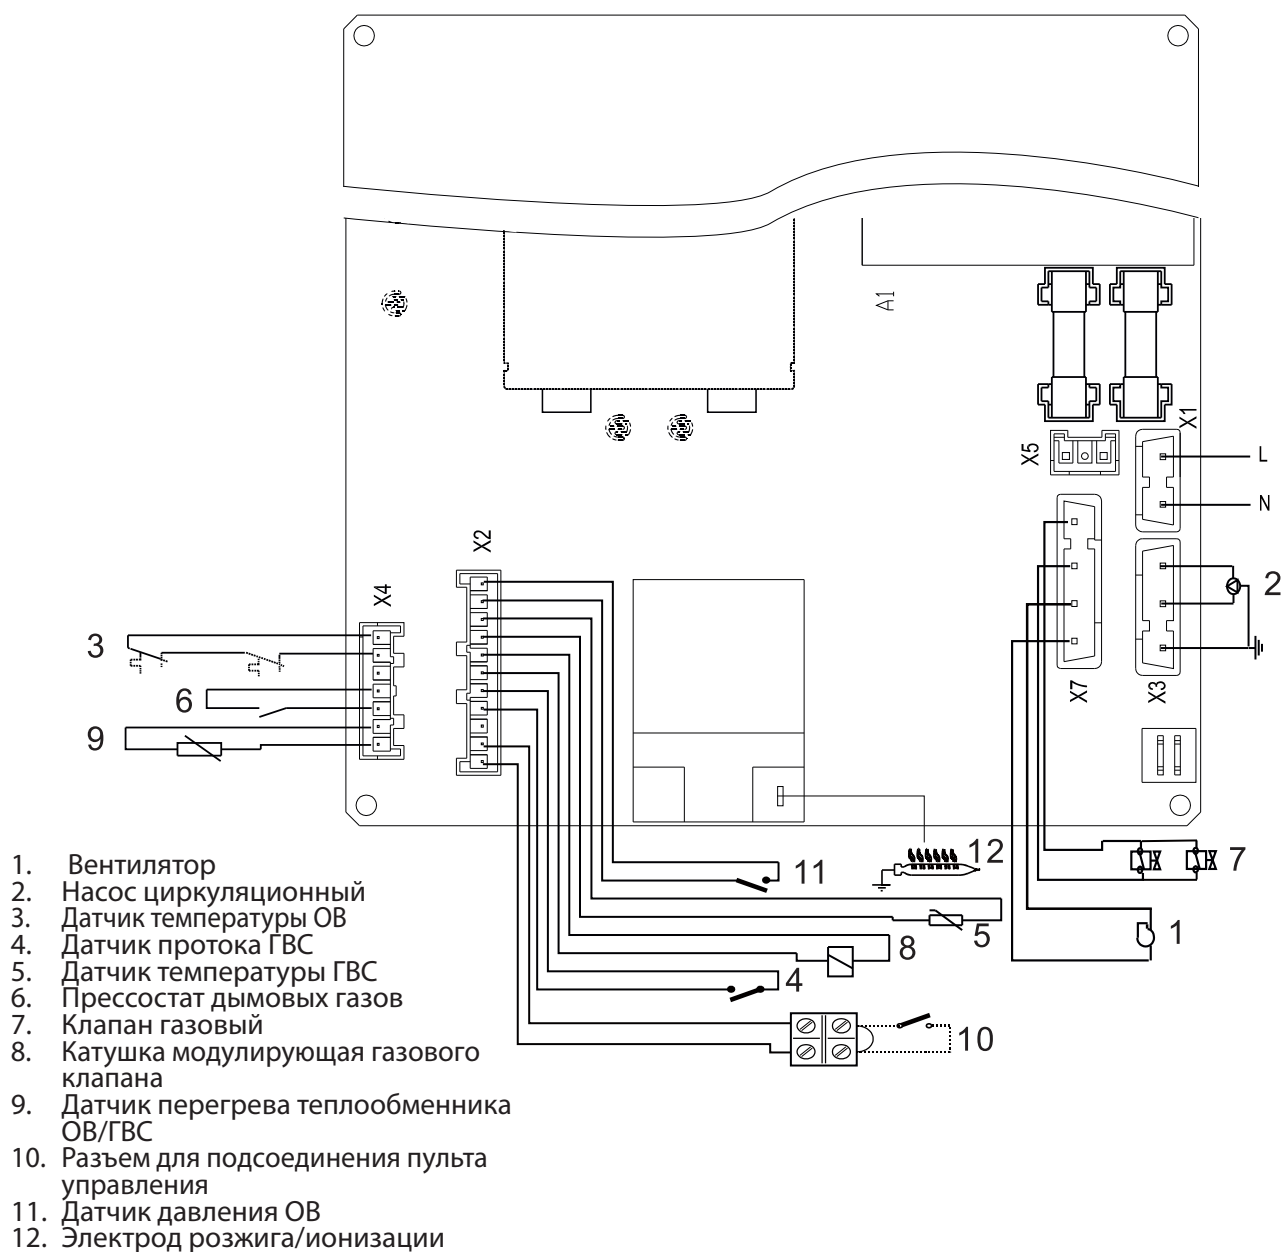 A1
X1
X5
L
N
X2
X4
2
3
X7
X3
6
9
11
12
7
5
8
1
4
10
1. Вентилятор
2. Насос циркуляционный
3. Датчик температуры ОВ
4. Датчик протока ГВС
5. Датчик температуры ГВС
6. Прессостат дымовых газов
7. Клапан газовый
8. Катушка модулирующая газового
клапана
9. Датчик перегрева теплообменника
ОВ/ГВС
10. Разъем для подсоединения пульта
управления
11. Датчик давления ОВ
12. Электрод розжига/ионизации